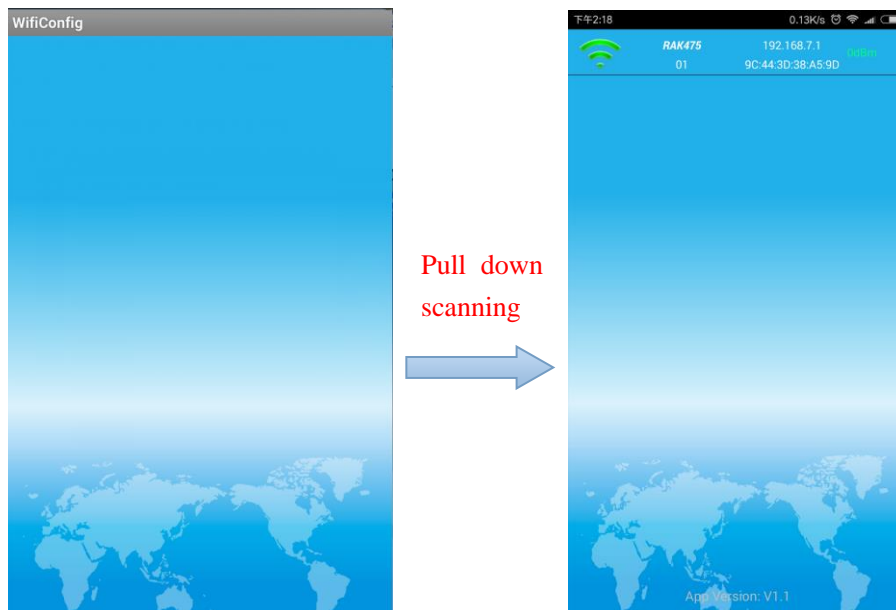 WifiConfig
Pull down
scanning
下午2:18 0.13K/s
RAK475 192.168.7.1 0dBm
01 9C:44:3D:38:A5:9D
App Version: V1.1